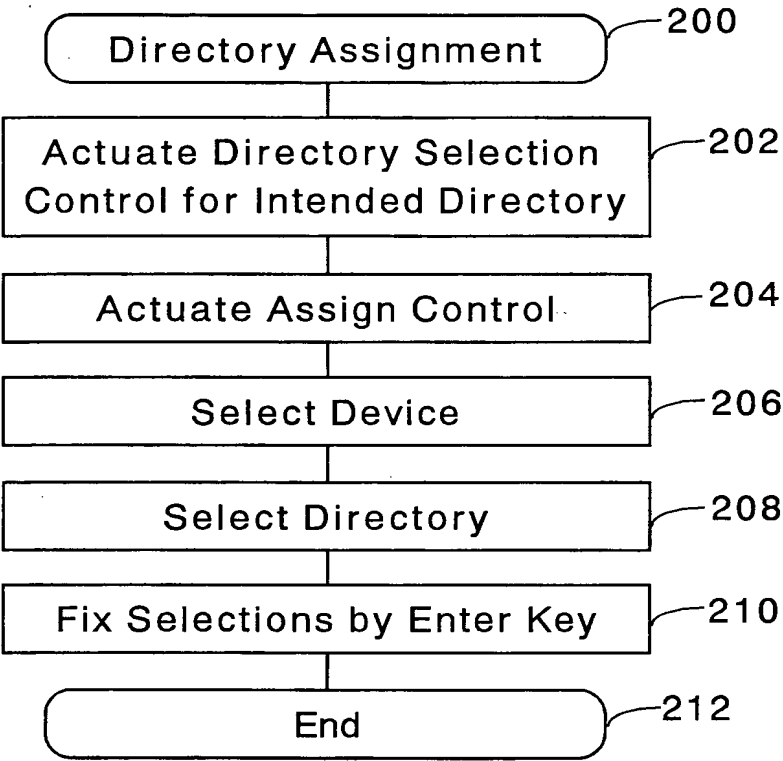 Directory Assignment
200
Actuate Directory Selection
Control for Intended Directory
202
Actuate Assign Control
204
Select Device
206
Select Directory
208
Fix Selections by Enter Key
210
End
212